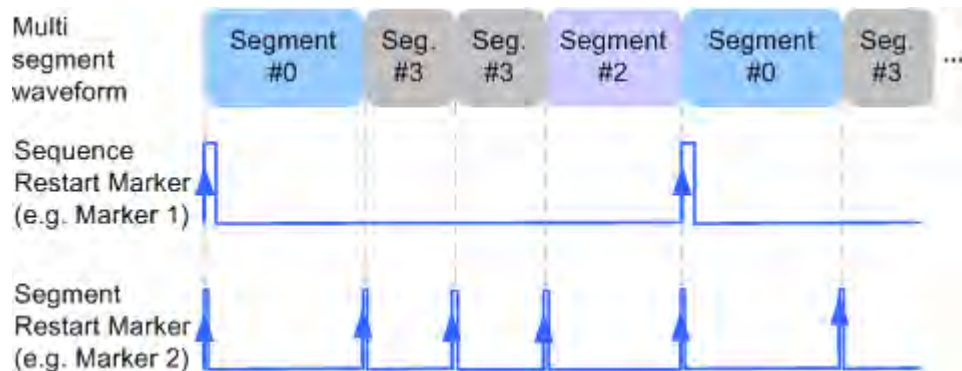 Multi
segment
waveform
Segment
#0
Seg.
#3
Seg.
#3
Segment
#2
Segment
#0
Seg.
#3
...
Sequence
Restart Marker
(e.g. Marker 1)
Segment
Restart Marker
(e.g. Marker 2)